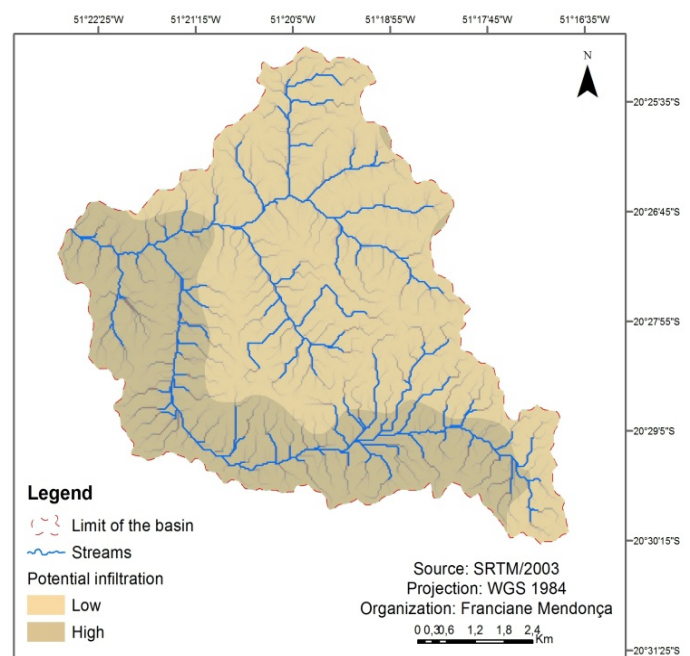 51°22'25"W 51°21'15"W 51°20'5"W 51°18'55"W 51°17'45"W 51°16'35"W
N
20°25'35"S
20°26'45"S
20°27'55"S
20°29'5"S
20°30'15"S
20°31'25"S
Legend
Limit of the basin
Streams
Potential infiltration
Low
High
Source: SRTM/2003
Projection: WGS 1984
Organization: Franciane Mendonça
0 0,3 0,6 1,2 1,8 2,4
Km